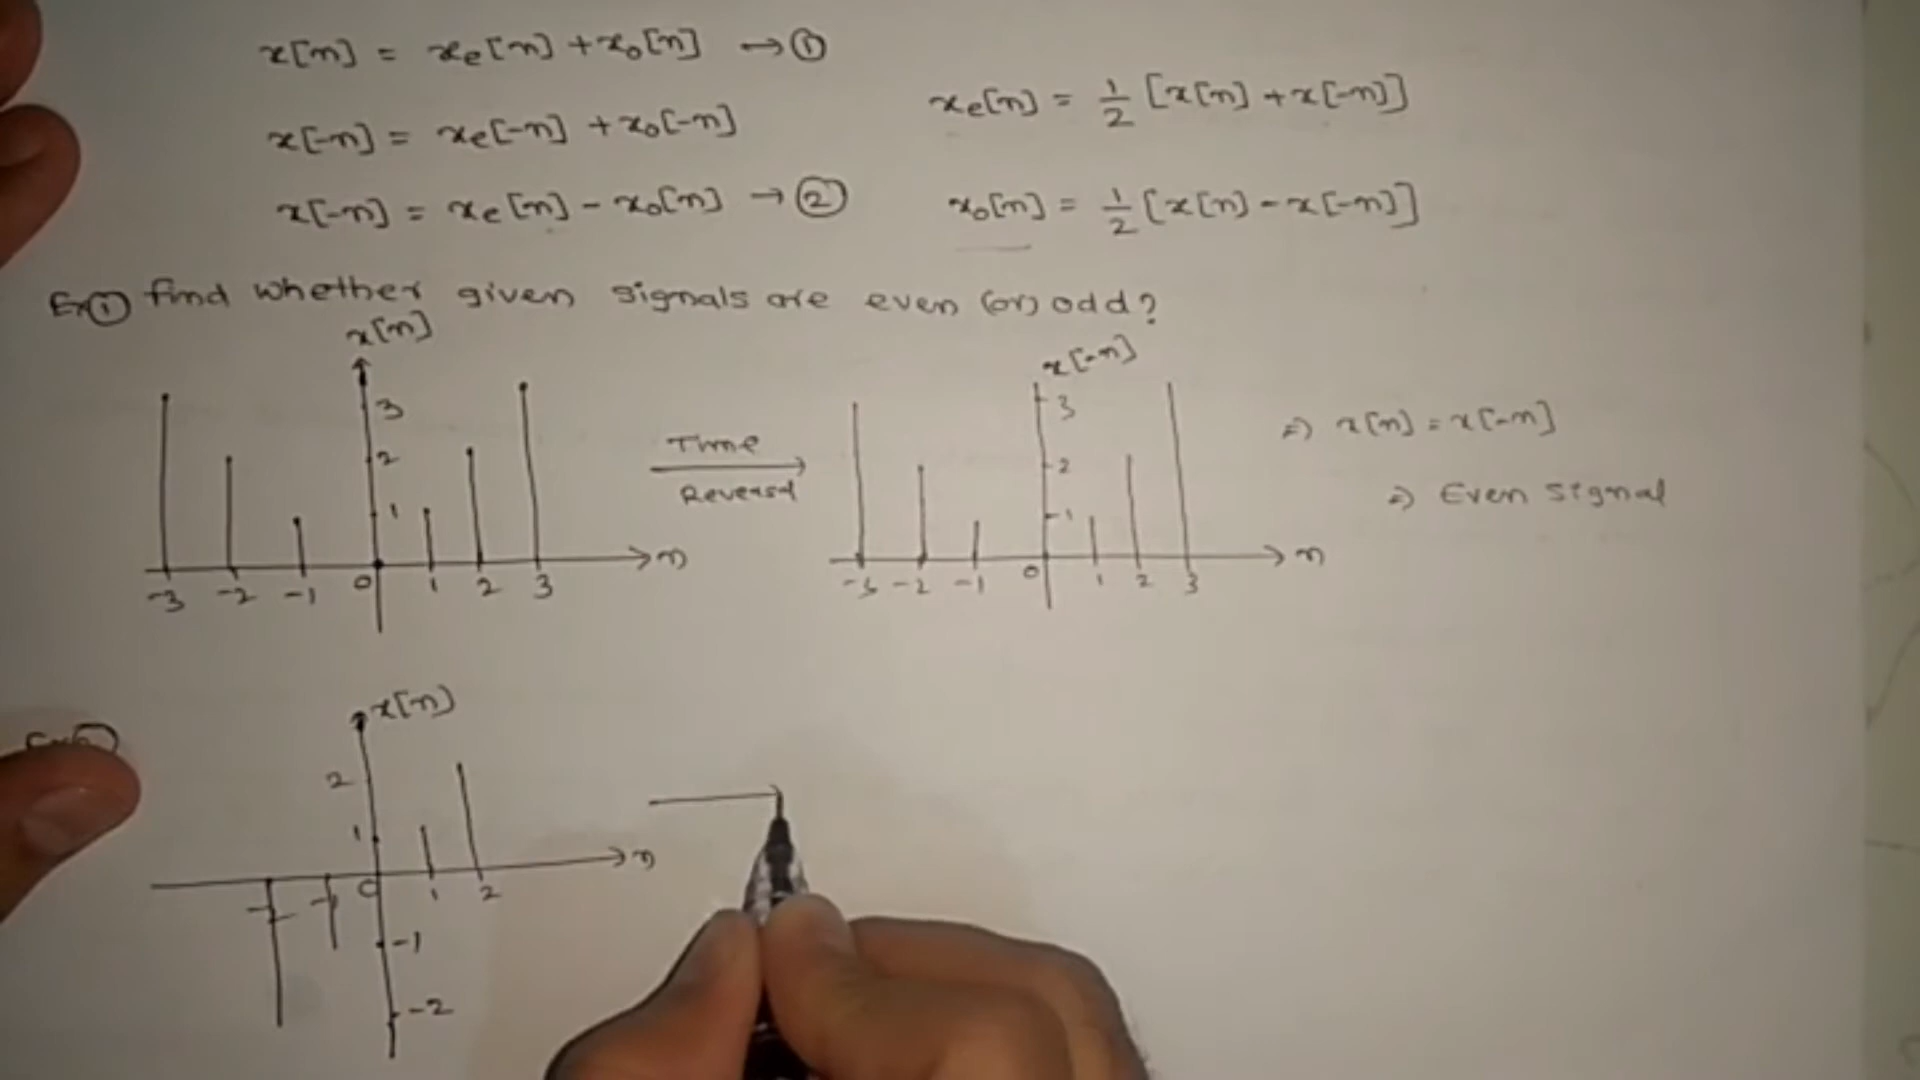 x[n] = xe[n] + xo[n] → ①
x[-n] = xe[-n] + xo[-n]
x[-n] = xe[n] - xo[n] → ②
xe[n] = 1/2 [x[n] + x[-n]]
xo[n] = 1/2 [x[n] - x[-n]]
Ex① find whether given signals are even (or) odd?
x[n]
3
2
1
-3 -2 -1 0 1 2 3
n
Time
Reversal
x[-n]
3
2
1
-3 -2 -1 0 1 2 3
n
⇒ x[n] = x[-n]
⇒ Even signal
x[n]
2
1
0 1 2
n
-1
-2